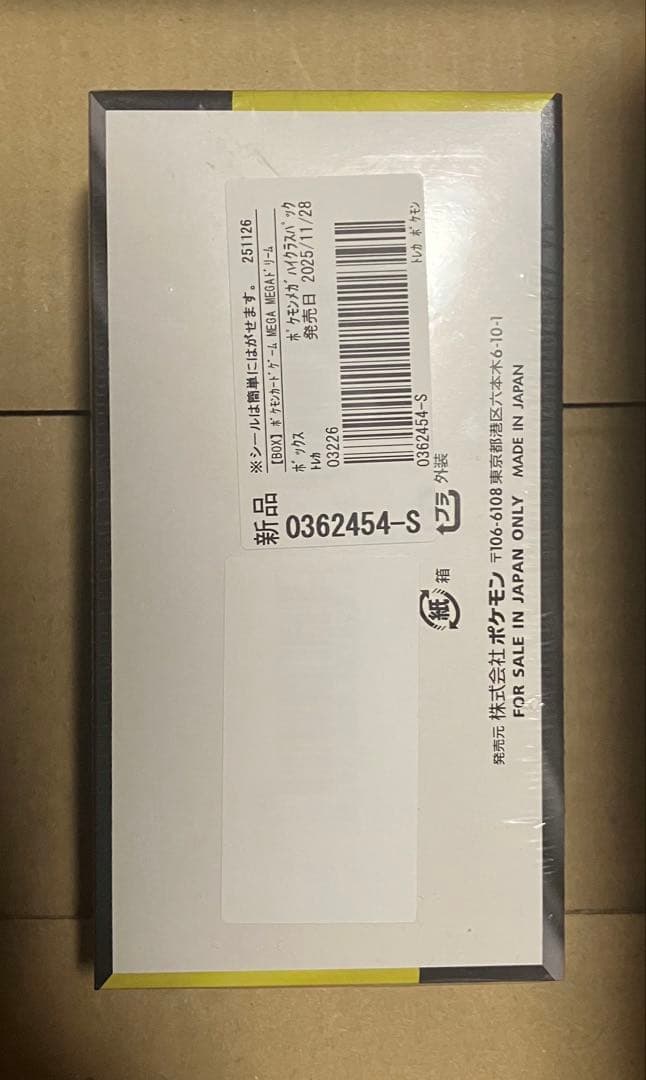 ※シールは簡単にはがせます。 251126
【BOX】ﾎﾟｹﾓﾝｶｰﾄﾞｹﾞｰﾑ MEGA MEGAﾄﾞﾘｰﾑ
ﾎﾞｯｸｽ ﾎﾟｹﾓﾝﾒｶﾞ ﾊｲｸﾗｽﾊﾟｯｸ
ﾄﾚｶ 発売日 2025/11/28
03226
0362454-S ﾄﾚｶ ﾎﾟｹﾓﾝ
新品 0362454-S
プラ 外装
紙 箱
発売元 株式会社 ポケモン 〒106-6108 東京都港区六本木6-10-1
FOR SALE IN JAPAN ONLY MADE IN JAPAN